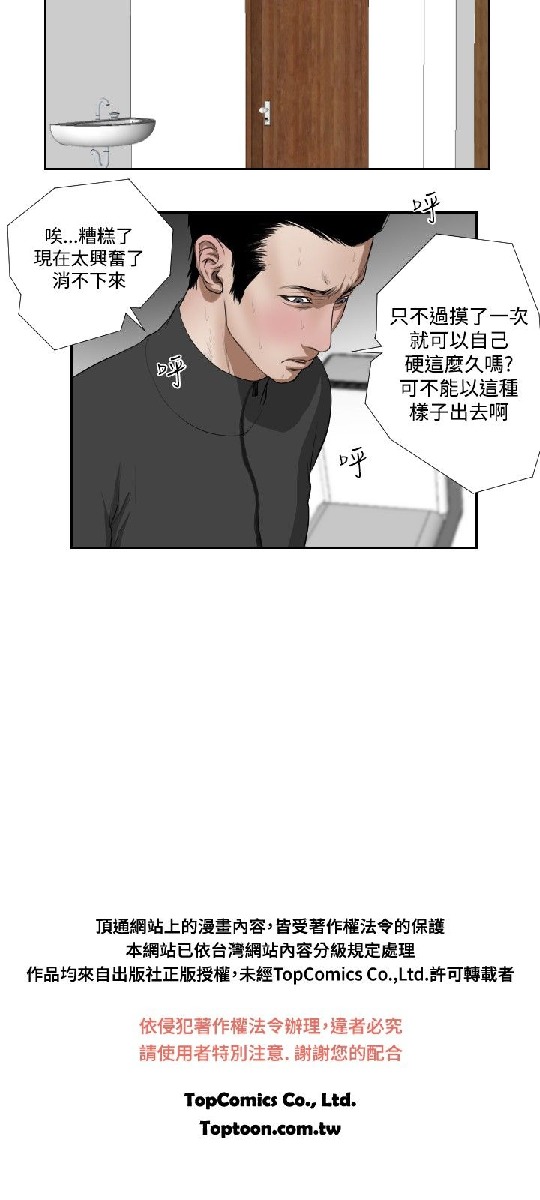 呼
唉...糟糕了
現在太興奮了
消不下來
只不過摸了一次
就可以自己
硬這麼久嗎?
可不能以這種
樣子出去啊
呼
呼
頂通網站上的漫畫內容,皆受著作權法令的保護
本網站已依台灣網站內容分級規定處理
作品均來自出版社正版授權,未經TopComics Co.,Ltd.許可轉載者
依侵犯著作權法令辦理,違者必究
請使用者特別注意. 謝謝您的配合
TopComics Co., Ltd.
Toptoon.com.tw